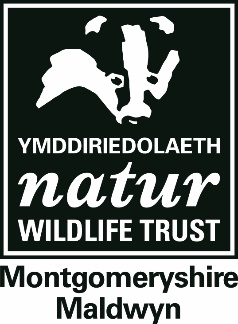 YMDDIRIEDOLAETH
natur
WILDLIFE TRUST
Montgomeryshire
Maldwyn